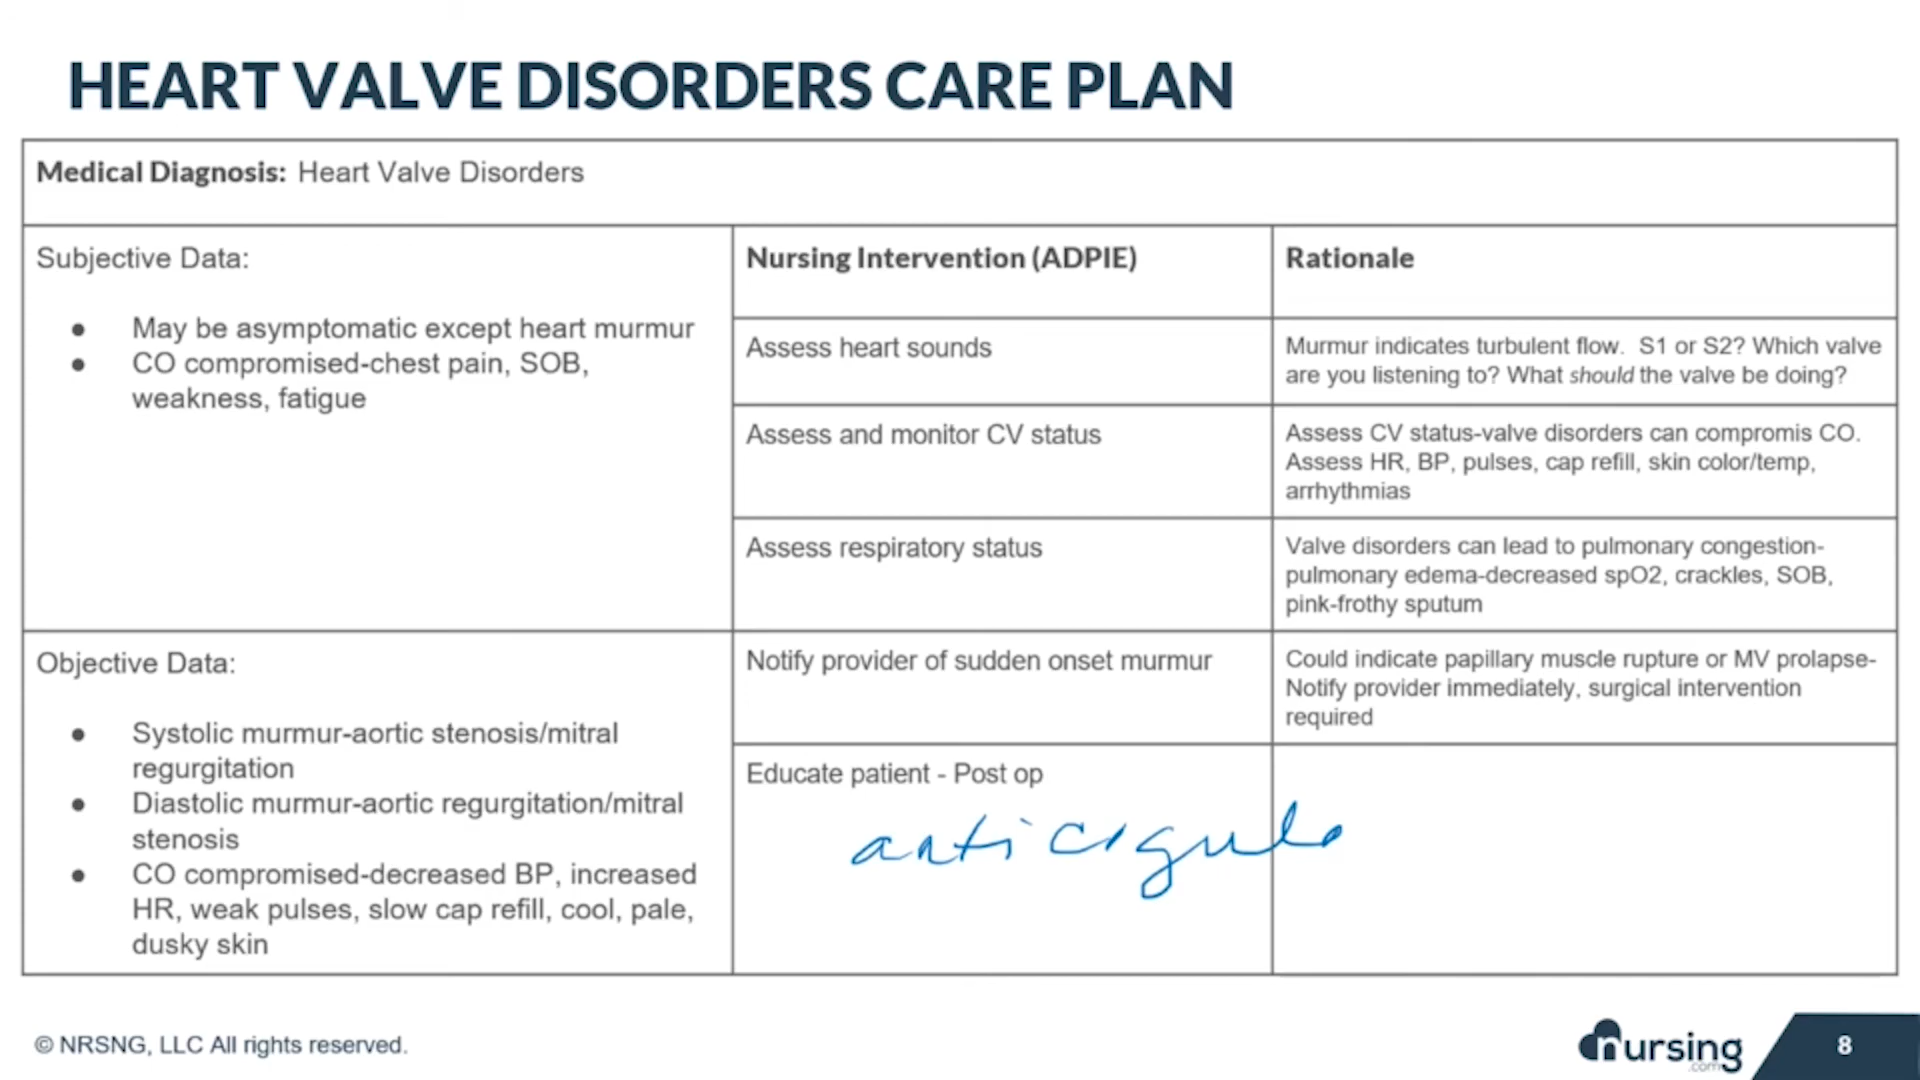 HEART VALVE DISORDERS CARE PLAN
Medical Diagnosis: Heart Valve Disorders
Subjective Data:
● May be asymptomatic except heart murmur
● CO compromised-chest pain, SOB,
weakness, fatigue
Nursing Intervention (ADPIE)
Rationale
Assess heart sounds
Murmur indicates turbulent flow. S1 or S2? Which valve
are you listening to? What should the valve be doing?
Assess and monitor CV status
Assess CV status-valve disorders can compromis CO.
Assess HR, BP, pulses, cap refill, skin color/temp,
arrhythmias
Assess respiratory status
Valve disorders can lead to pulmonary congestion-
pulmonary edema-decreased spO2, crackles, SOB,
pink-frothy sputum
Objective Data:
● Systolic murmur-aortic stenosis/mitral
regurgitation
● Diastolic murmur-aortic regurgitation/mitral
stenosis
● CO compromised-decreased BP, increased
HR, weak pulses, slow cap refill, cool, pale,
dusky skin
Notify provider of sudden onset murmur
Could indicate papillary muscle rupture or MV prolapse-
Notify provider immediately, surgical intervention
required
Educate patient - Post op
© NRSNG, LLC All rights reserved.
nursing
.com
8